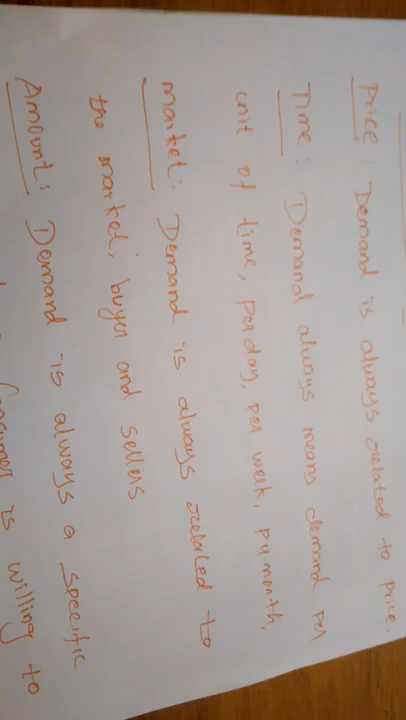 Price: Demand is always related to price.
Time: Demand always means demand per
unit of time, per day, per week, per month,
Market: Demand is always related to
the market, buyer and sellers
Amount: Demand is always a specific
Consumer is willing to